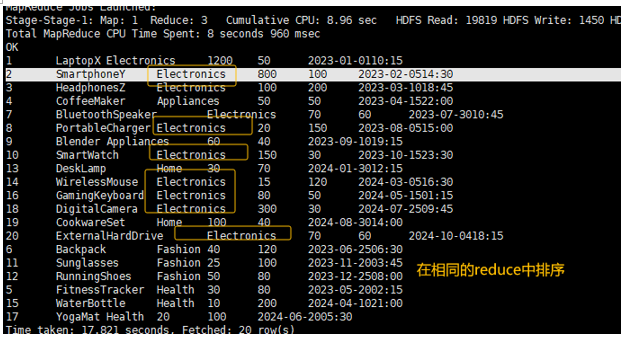 MapReduce Jobs Launched:
Stage-Stage-1: Map: 1  Reduce: 3   Cumulative CPU: 8.96 sec   HDFS Read: 19819 HDFS Write: 1450 HD
Total MapReduce CPU Time Spent: 8 seconds 960 msec
OK
1 LaptopX Electronics 1200 50 2023-01-0110:15
2 SmartphoneY Electronics 800 100 2023-02-0514:30
3 HeadphonesZ Electronics 100 200 2023-03-1018:45
4 CoffeeMaker Appliances 50 50 2023-04-1522:00
7 BluetoothSpeaker Electronics 70 60 2023-07-3010:45
8 PortableCharger Electronics 20 150 2023-08-0515:00
9 Blender Appliances 60 40 2023-09-1019:15
10 SmartWatch Electronics 150 30 2023-10-1523:30
13 DeskLamp Home 30 70 2024-01-3012:15
14 WirelessMouse Electronics 15 120 2024-03-0516:30
16 GamingKeyboard Electronics 80 50 2024-05-1501:15
18 DigitalCamera Electronics 300 30 2024-07-2509:45
19 CookwareSet Home 100 40 2024-08-3014:00
20 ExternalHardDrive Electronics 70 60 2024-10-0418:15
6 Backpack Fashion 40 120 2023-06-2506:30
11 Sunglasses Fashion 25 100 2023-11-2003:45
12 RunningShoes Fashion 50 80 2023-12-2508:00
5 FitnessTracker Health 30 80 2023-05-2002:15
15 WaterBottle Health 10 200 2024-04-1021:00
17 YogaMat Health 20 100 2024-06-2005:30
在相同的reduce中排序
Time taken: 17.821 seconds, Fetched: 20 row(s)